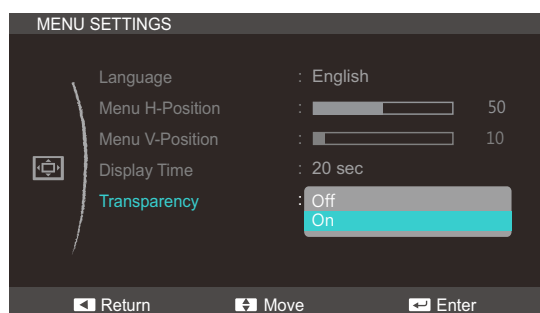 MENU SETTINGS
Language : English
Menu H-Position : 50
Menu V-Position : 10
Display Time : 20 sec
Transparency : Off
On
Return Move Enter